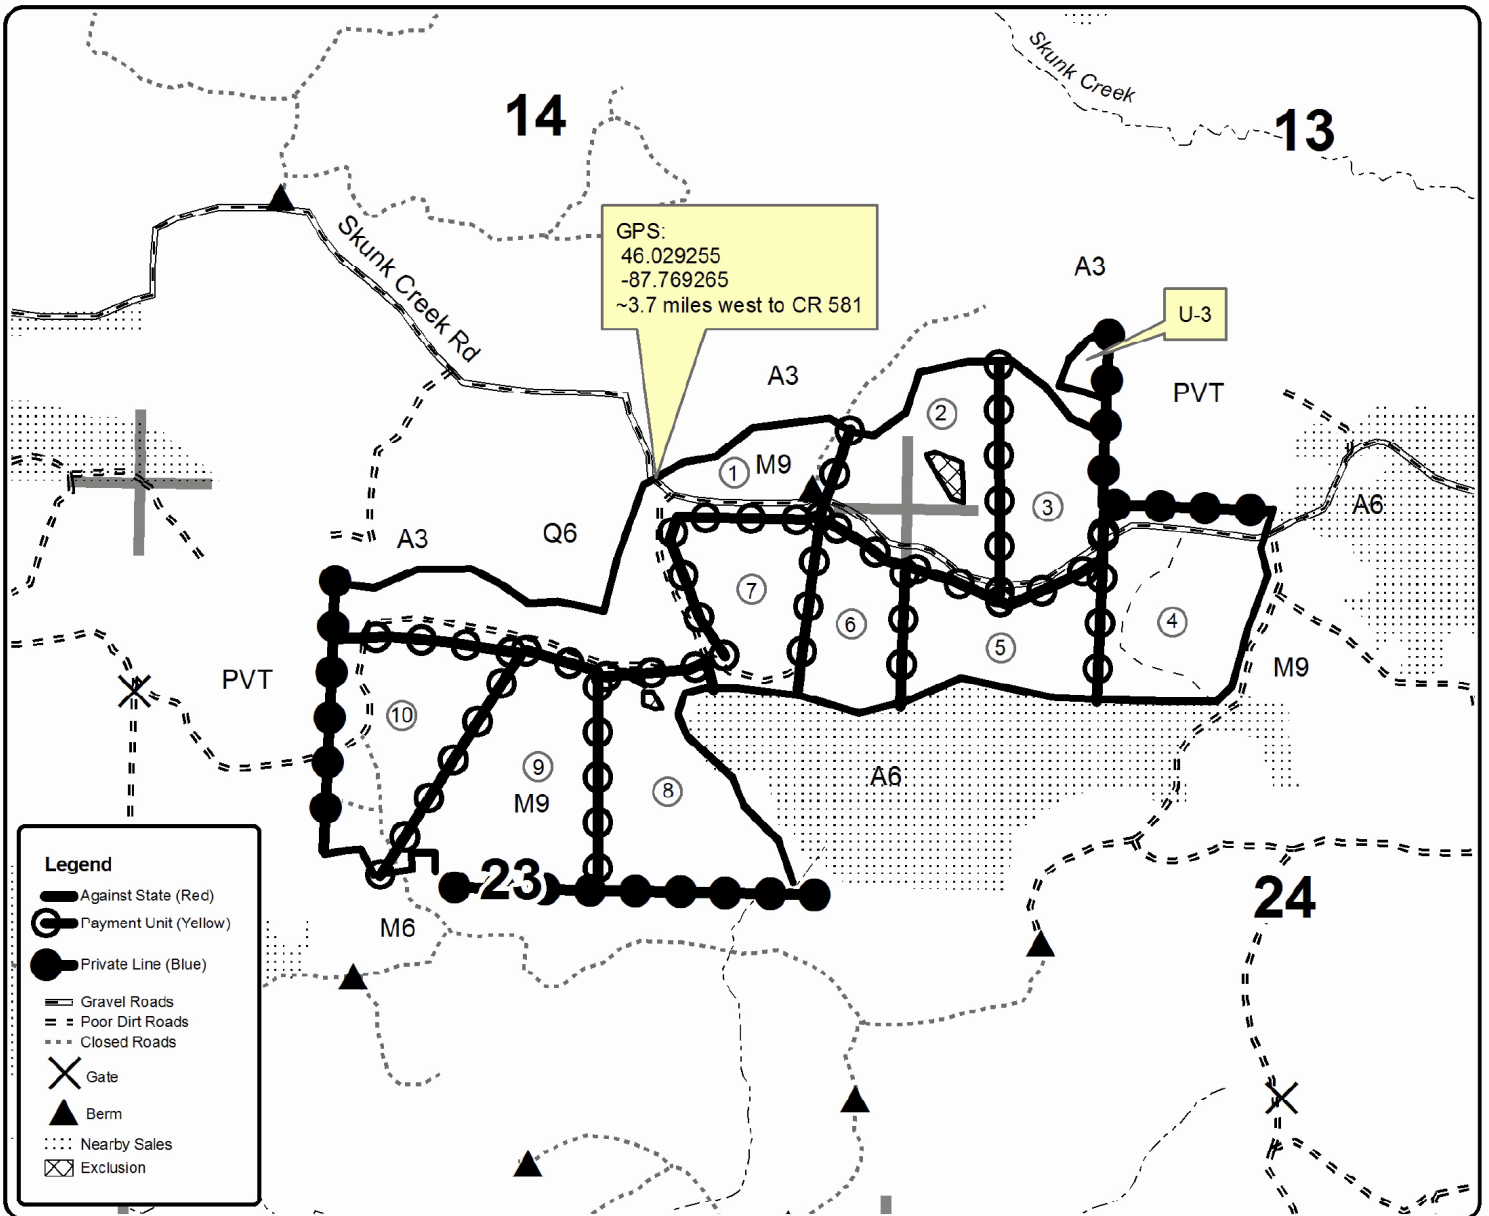 14
13
Skunk Creek
Skunk Creek Rd
GPS:
46.029255
-87.769265
~3.7 miles west to CR 581
A3
U-3
A3
PVT
2
1
M9
3
A6
A3
Q6
7
6
5
4
PVT
M9
10
9
M9
8
A6
23
24
M6
Legend
Against State (Red)
Payment Unit (Yellow)
Private Line (Blue)
Gravel Roads
Poor Dirt Roads
Closed Roads
Gate
Berm
Nearby Sales
Exclusion